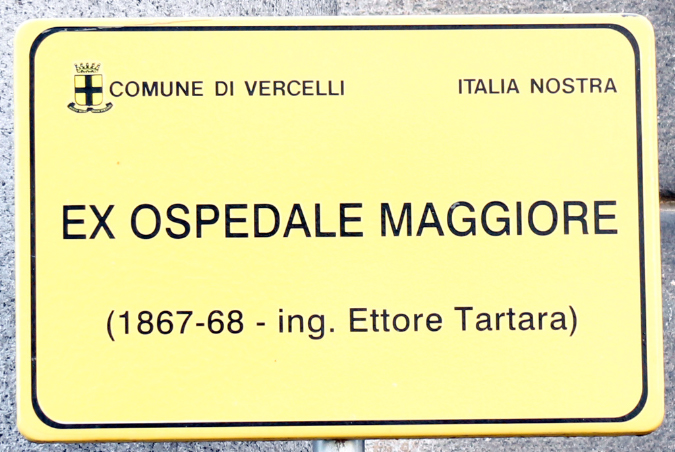 COMUNE DI VERCELLI ITALIA NOSTRA
EX OSPEDALE MAGGIORE
(1867-68 - ing. Ettore Tartara)